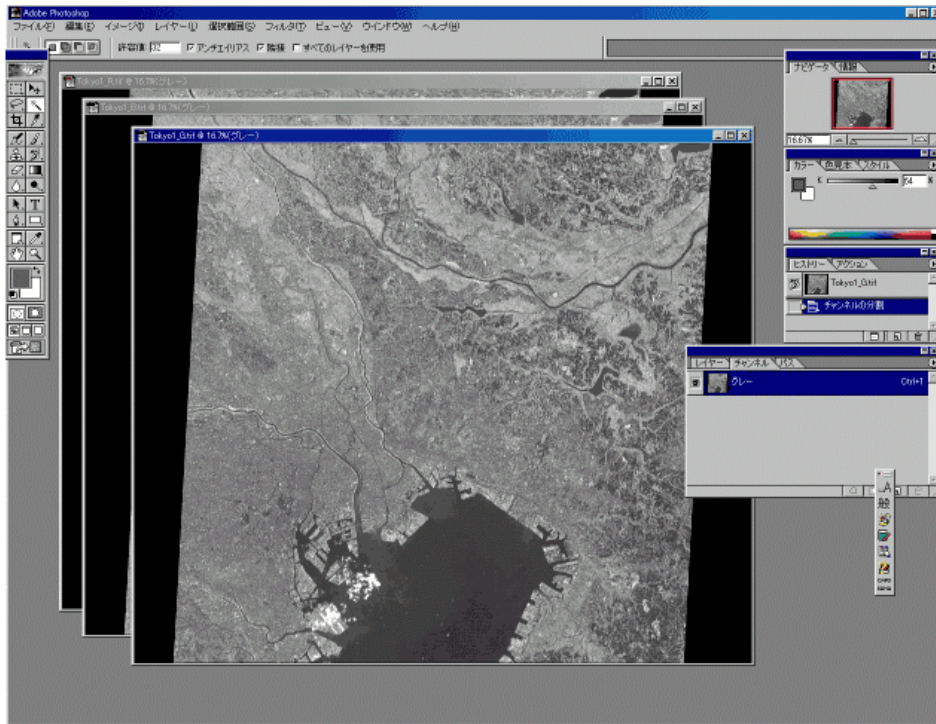 Adobe Photoshop
ファイル(F) 編集(E) イメージ(I) レイヤー(L) 選択範囲(S) フィルタ(T) ビュー(V) ウインドウ(W) ヘルプ(H)
許容値: 32 アンチエイリアス 隣接 すべてのレイヤーを使用
Tokyo1_R.tif @ 16.7%(グレー)
Tokyo1_B.tif @ 16.7%(グレー)
Tokyo1_G.tif @ 16.7%(グレー)
ナビゲータ 情報
16.67%
カラー 色見本 スタイル
K 64 %
ヒストリー アクション
Tokyo1_G.tif
チャンネルの分割
レイヤー チャンネル パス
グレー Ctrl+1
A
般
CAPS
KANA